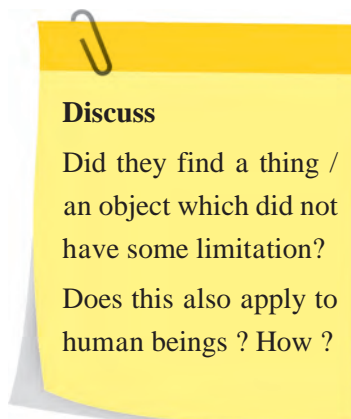 Discuss
Did they find a thing /
an object which did not
have some limitation?
Does this also apply to
human beings ? How ?